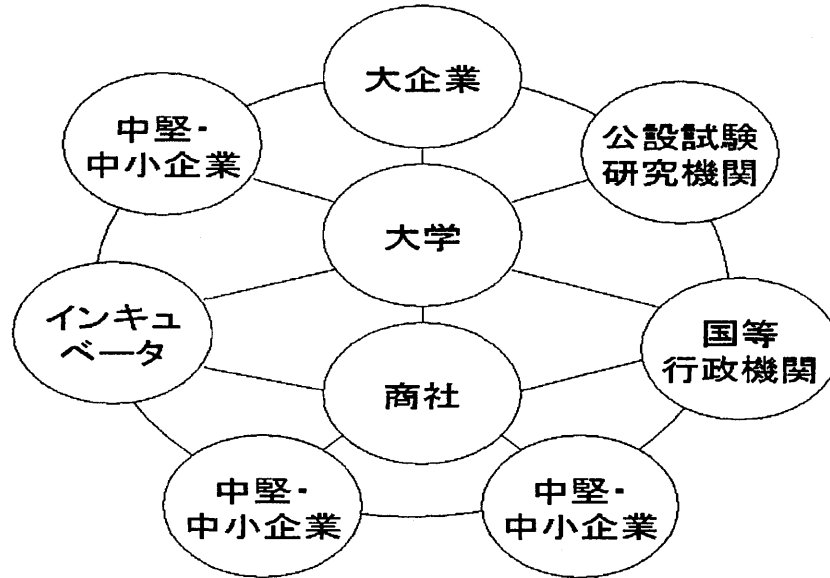 大企業
中堅・
中小企業
公設試験
研究機関
大学
インキュ
ベータ
国等
行政機関
商社
中堅・
中小企業
中堅・
中小企業